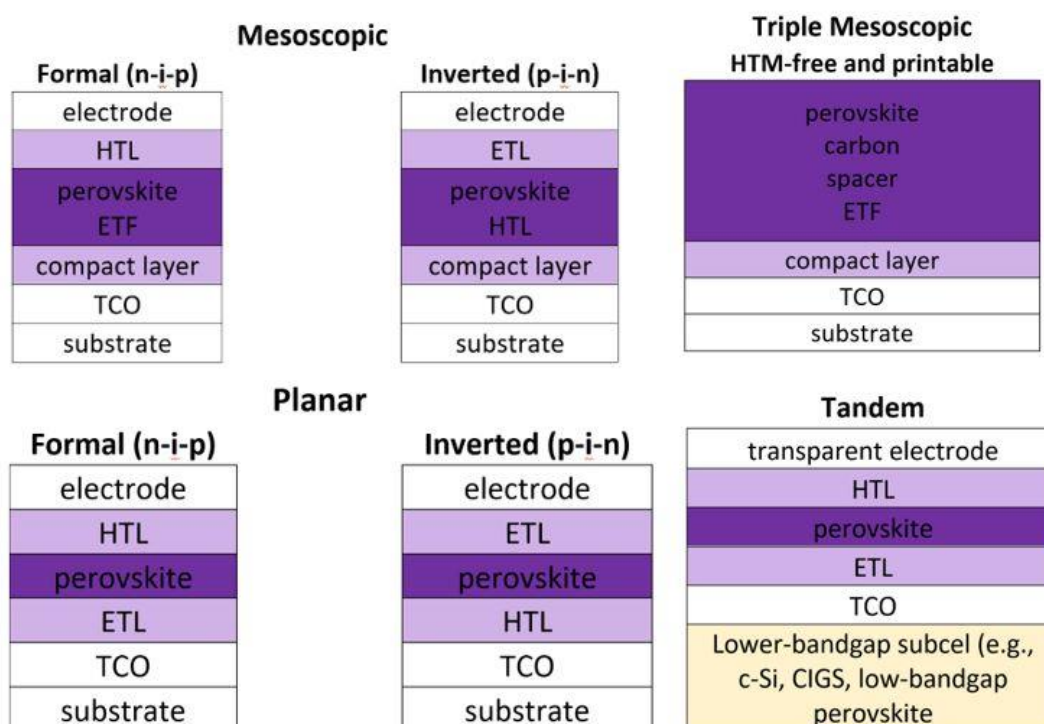 Mesoscopic
Formal (n-i-p)
electrode
HTL
perovskite
ETF
compact layer
TCO
substrate
Inverted (p-i-n)
electrode
ETL
perovskite
HTL
compact layer
TCO
substrate
Triple Mesoscopic
HTM-free and printable
perovskite
carbon
spacer
ETF
compact layer
TCO
substrate
Planar
Formal (n-i-p)
electrode
HTL
perovskite
ETL
TCO
substrate
Inverted (p-i-n)
electrode
ETL
perovskite
HTL
TCO
substrate
Tandem
transparent electrode
HTL
perovskite
ETL
TCO
Lower-bandgap subcel (e.g.,
c-Si, CIGS, low-bandgap
perovskite